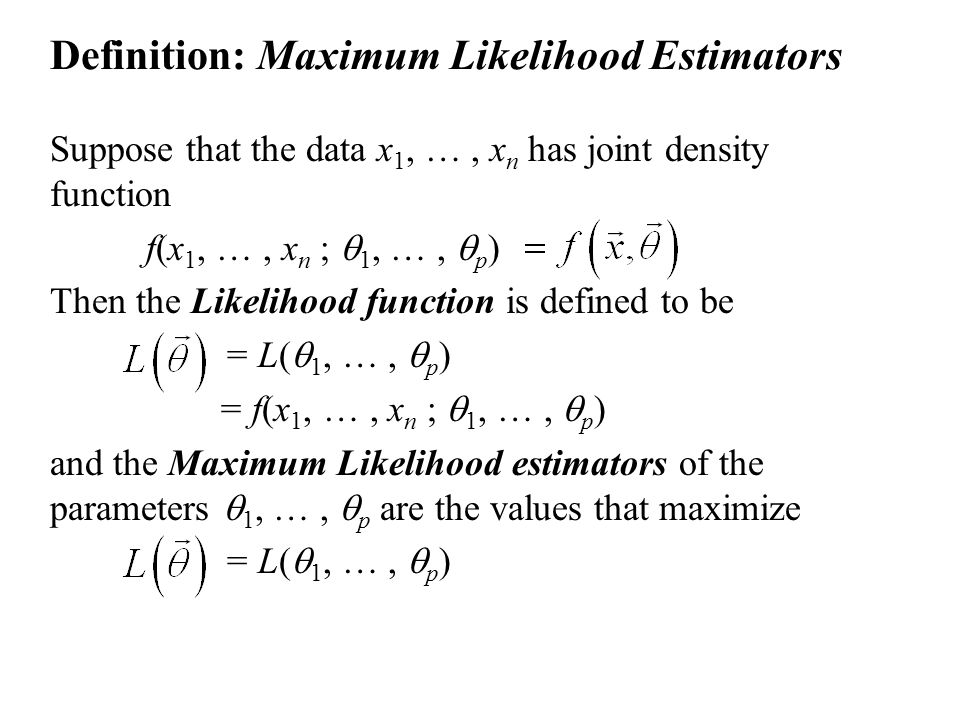 Definition: Maximum Likelihood Estimators
Suppose that the data x₁, … , xₙ has joint density
function
f(x₁, … , xₙ ; θ₁, … , θₚ) = f(x⃗, θ⃗)
Then the Likelihood function is defined to be
L(θ⃗) = L(θ₁, … , θₚ)
= f(x₁, … , xₙ ; θ₁, … , θₚ)
and the Maximum Likelihood estimators of the
parameters θ₁, … , θₚ are the values that maximize
L(θ⃗) = L(θ₁, … , θₚ)